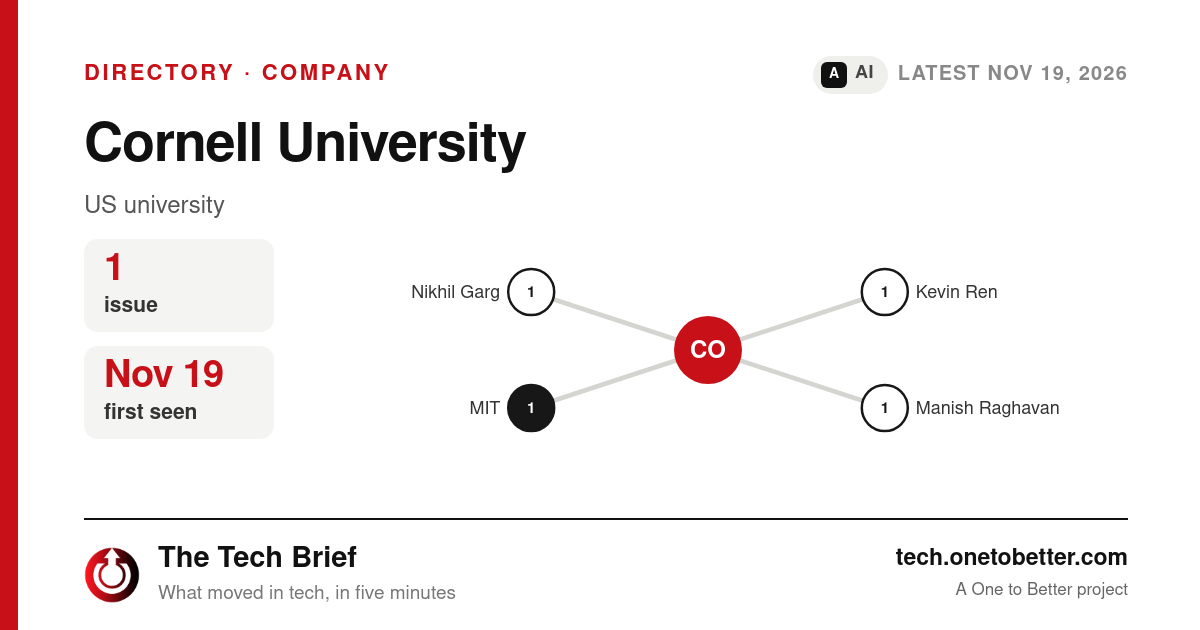 DIRECTORY · COMPANY
A AI LATEST NOV 19, 2026
Cornell University
US university
1
issue
Nov 19
first seen
Nikhil Garg 1
1 Kevin Ren
CO
MIT 1
1 Manish Raghavan
The Tech Brief
What moved in tech, in five minutes
tech.onetobetter.com
A One to Better project